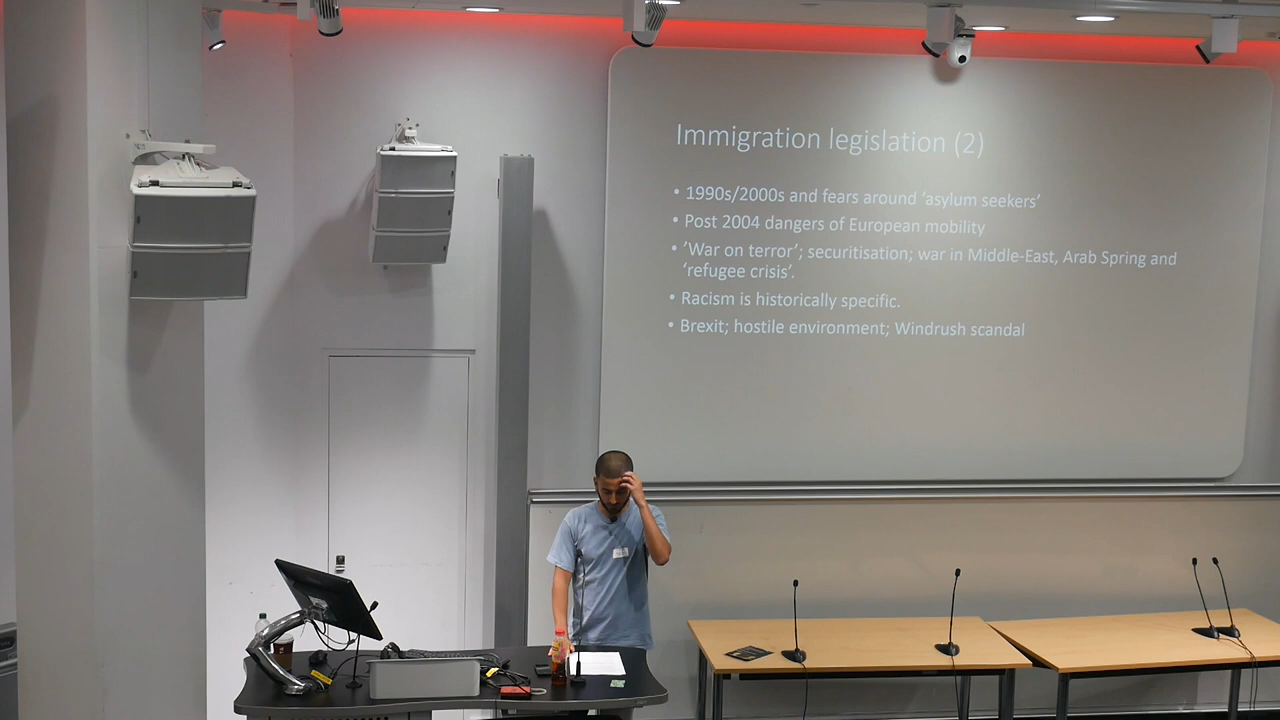 Immigration legislation (2)
• 1990s/2000s and fears around 'asylum seekers'
• Post 2004 dangers of European mobility
• 'War on terror'; securitisation; war in Middle-East, Arab Spring and
'refugee crisis'.
• Racism is historically specific.
• Brexit; hostile environment; Windrush scandal